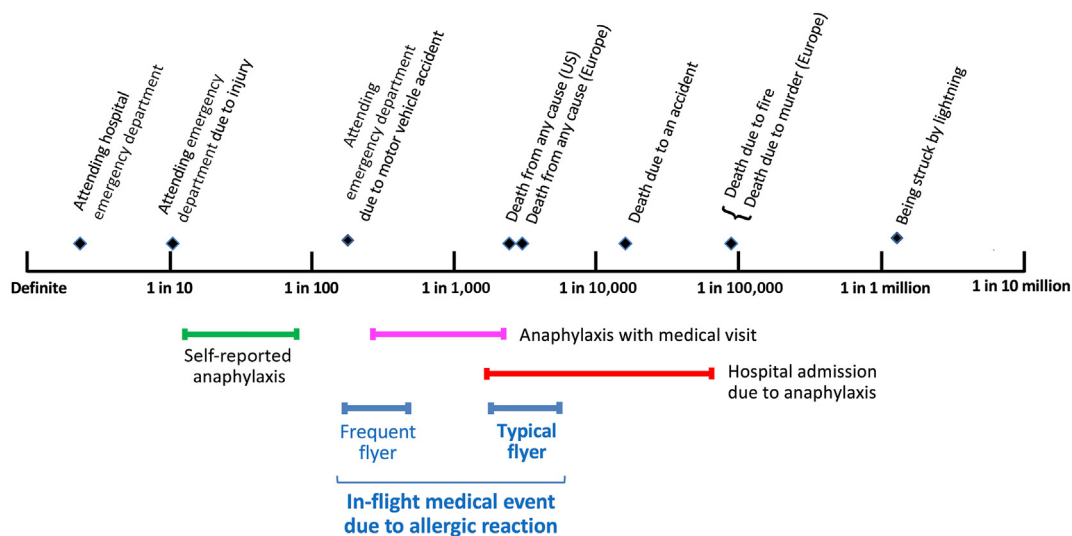 Attending hospital
emergency department
Attending emergency
department due to injury
Attending
emergency department
due to motor vehicle accident
Death from any cause (US)
Death from any cause (Europe)
Death due to an accident
{ Death due to fire
Death due to murder (Europe)
Being struck by lightning
Definite
1 in 10
1 in 100
1 in 1,000
1 in 10,000
1 in 100,000
1 in 1 million
1 in 10 million
Self-reported
anaphylaxis
Anaphylaxis with medical visit
Hospital admission
due to anaphylaxis
Frequent
flyer
Typical
flyer
In-flight medical event
due to allergic reaction